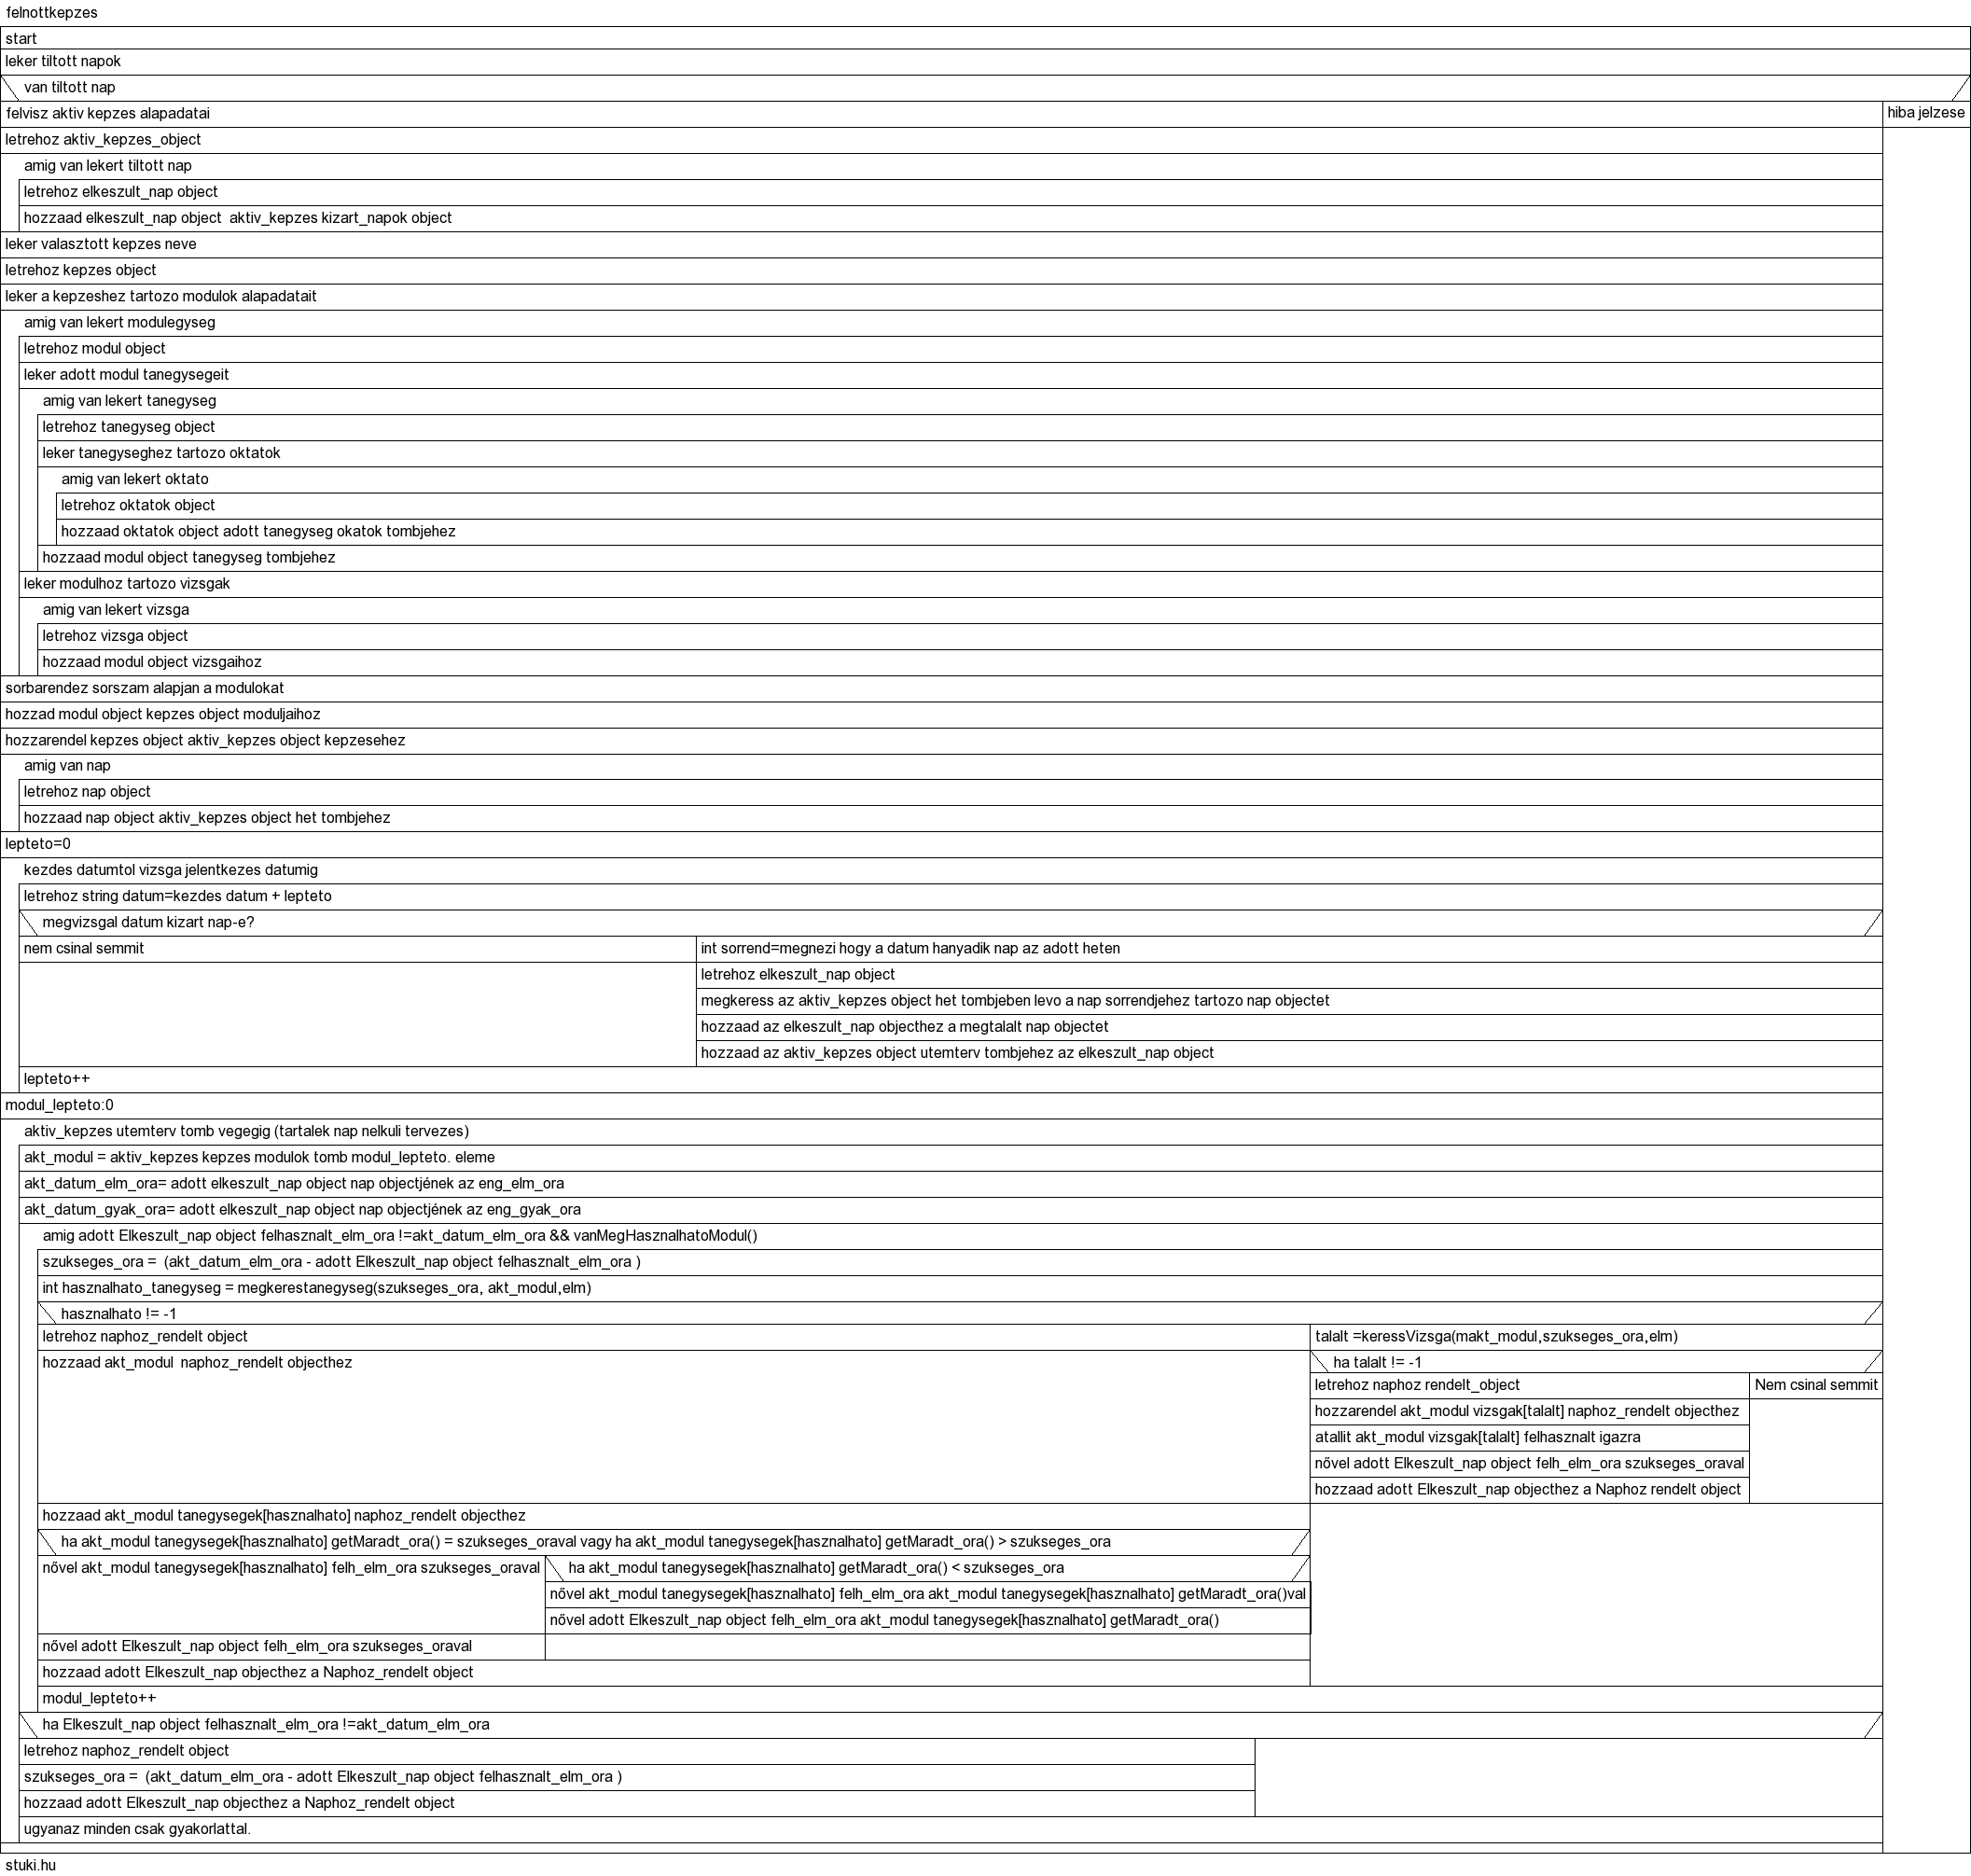 felnottkepzes
start
leker tiltott napok
van tiltott nap
felvisz aktiv kepzes alapadatai
hiba jelzese
letrehoz aktiv_kepzes_object
amig van lekert tiltott nap
letrehoz elkeszult_nap object
hozzaad elkeszult_nap object  aktiv_kepzes kizart_napok object
leker valasztott kepzes neve
letrehoz kepzes object
leker a kepzeshez tartozo modulok alapadatait
amig van lekert modulegyseg
letrehoz modul object
leker adott modul tanegysegeit
amig van lekert tanegyseg
letrehoz tanegyseg object
leker tanegyseghez tartozo oktatok
amig van lekert oktato
letrehoz oktatok object
hozzaad oktatok object adott tanegyseg okatok tombjehez
hozzaad modul object tanegyseg tombjehez
leker modulhoz tartozo vizsgak
amig van lekert vizsga
letrehoz vizsga object
hozzaad modul object vizsgaihoz
sorbarendez sorszam alapjan a modulokat
hozzad modul object kepzes object moduljaihoz
hozzarendel kepzes object aktiv_kepzes object kepzesehez
amig van nap
letrehoz nap object
hozzaad nap object aktiv_kepzes object het tombjehez
lepteto=0
kezdes datumtol vizsga jelentkezes datumig
letrehoz string datum=kezdes datum + lepteto
megvizsgal datum kizart nap-e?
nem csinal semmit
int sorrend=megnezi hogy a datum hanyadik nap az adott heten
letrehoz elkeszult_nap object
megkeress az aktiv_kepzes object het tombjeben levo a nap sorrendjehez tartozo nap objectet
hozzaad az elkeszult_nap objecthez a megtalalt nap objectet
hozzaad az aktiv_kepzes object utemterv tombjehez az elkeszult_nap object
lepteto++
modul_lepteto:0
aktiv_kepzes utemterv tomb vegegig (tartalek nap nelkuli tervezes)
akt_modul = aktiv_kepzes kepzes modulok tomb modul_lepteto. eleme
akt_datum_elm_ora= adott elkeszult_nap object nap objectjének az eng_elm_ora
akt_datum_gyak_ora= adott elkeszult_nap object nap objectjének az eng_gyak_ora
amig adott Elkeszult_nap object felhasznalt_elm_ora !=akt_datum_elm_ora && vanMegHasznalhatoModul()
szukseges_ora =  (akt_datum_elm_ora - adott Elkeszult_nap object felhasznalt_elm_ora )
int hasznalhato_tanegyseg = megkerestanegyseg(szukseges_ora, akt_modul,elm)
hasznalhato != -1
letrehoz naphoz_rendelt object
talalt =keressVizsga(makt_modul,szukseges_ora,elm)
hozzaad akt_modul  naphoz_rendelt objecthez
ha talalt != -1
letrehoz naphoz rendelt_object
Nem csinal semmit
hozzarendel akt_modul vizsgak[talalt] naphoz_rendelt objecthez
atallit akt_modul vizsgak[talalt] felhasznalt igazra
nővel adott Elkeszult_nap object felh_elm_ora szukseges_oraval
hozzaad adott Elkeszult_nap objecthez a Naphoz rendelt object
hozzaad akt_modul tanegysegek[hasznalhato] naphoz_rendelt objecthez
ha akt_modul tanegysegek[hasznalhato] getMaradt_ora() = szukseges_oraval vagy ha akt_modul tanegysegek[hasznalhato] getMaradt_ora() > szukseges_ora
nővel akt_modul tanegysegek[hasznalhato] felh_elm_ora szukseges_oraval
ha akt_modul tanegysegek[hasznalhato] getMaradt_ora() < szukseges_ora
nővel akt_modul tanegysegek[hasznalhato] felh_elm_ora akt_modul tanegysegek[hasznalhato] getMaradt_ora()val
nővel adott Elkeszult_nap object felh_elm_ora akt_modul tanegysegek[hasznalhato] getMaradt_ora()
nővel adott Elkeszult_nap object felh_elm_ora szukseges_oraval
hozzaad adott Elkeszult_nap objecthez a Naphoz_rendelt object
modul_lepteto++
ha Elkeszult_nap object felhasznalt_elm_ora !=akt_datum_elm_ora
letrehoz naphoz_rendelt object
szukseges_ora =  (akt_datum_elm_ora - adott Elkeszult_nap object felhasznalt_elm_ora )
hozzaad adott Elkeszult_nap objecthez a Naphoz_rendelt object
ugyanaz minden csak gyakorlattal.
stuki.hu